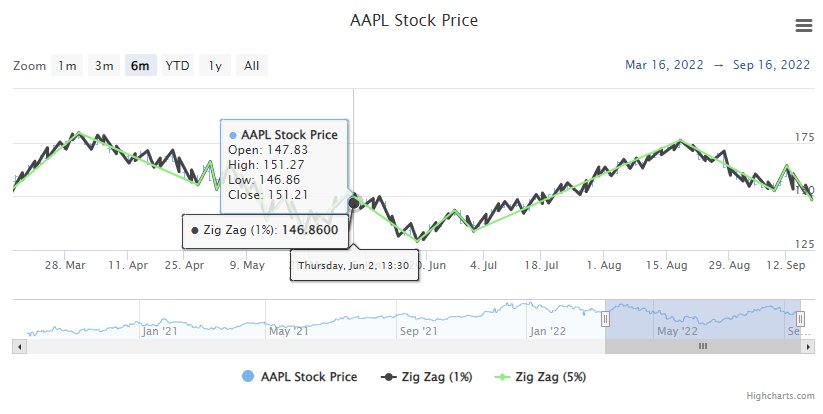 AAPL Stock Price
Zoom 1m 3m 6m YTD 1y All
Mar 16, 2022 → Sep 16, 2022
AAPL Stock Price
Open: 147.83
High: 151.27
Low: 146.86
Close: 151.21
Zig Zag (1%): 146.8600
Thursday, Jun 2, 13:30
175
150
125
28. Mar 11. Apr 25. Apr 9. May Jun 4. Jul 18. Jul 1. Aug 15. Aug 29. Aug 12. Sep
Jan '21 May '21 Sep '21 Jan '22 May '22 Se…
AAPL Stock Price Zig Zag (1%) Zig Zag (5%)
Highcharts.com